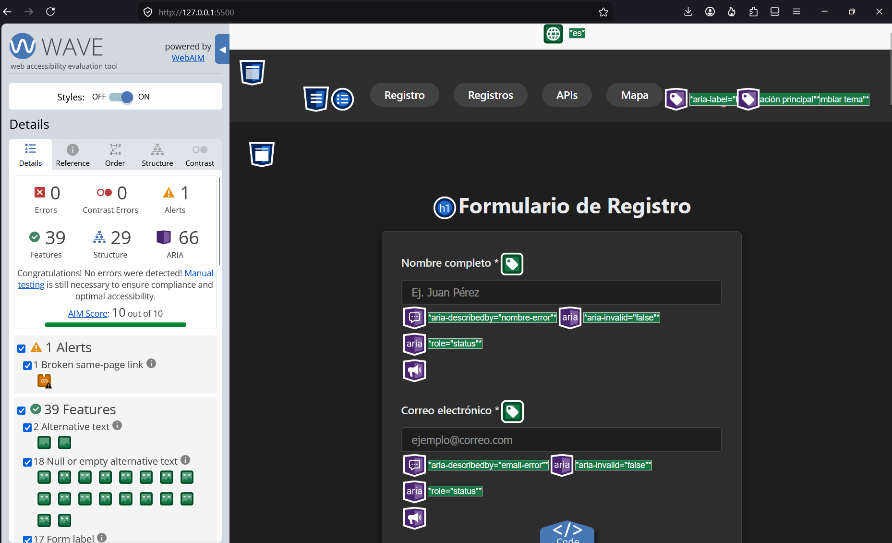 http://127.0.0.1:5500
WAVE
web accessibility evaluation tool
powered by
WebAIM
Styles: OFF ON
Details
Details Reference Order Structure Contrast
0 0 1
Errors Contrast Errors Alerts
39 29 66
Features Structure ARIA
Congratulations! No errors were detected! Manual
testing is still necessary to ensure compliance and
optimal accessibility.
AIM Score: 10 out of 10
1 Alerts
1 Broken same-page link
39 Features
2 Alternative text
18 Null or empty alternative text
17 Form label
*"es"
Registro Registros APIs Mapa *aria-label="
ación principal"* mbiar tema"*
h1 Formulario de Registro
Nombre completo *
Ej. Juan Pérez
*aria-describedby="nombre-error"* aria *aria-invalid="false"*
aria *role="status"*
Correo electrónico *
ejemplo@correo.com
*aria-describedby="email-error"* aria *aria-invalid="false"*
aria *role="status"*
</> Code